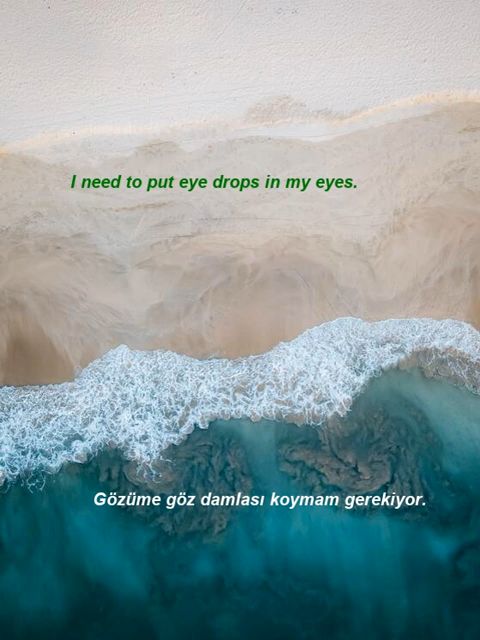 I need to put eye drops in my eyes.
Gözüme göz damlası koymam gerekiyor.